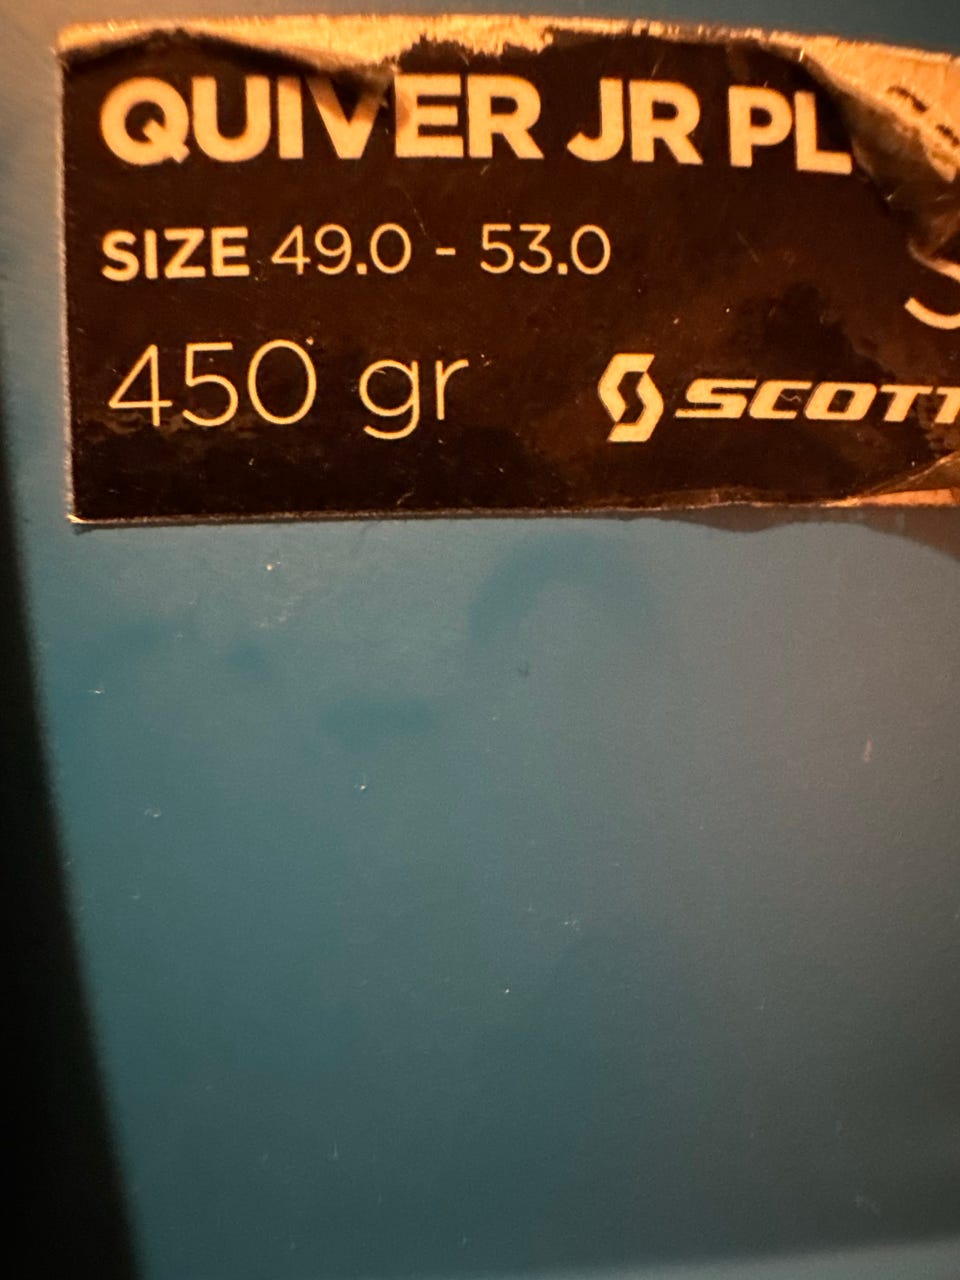 QUIVER JR PL
SIZE 49.0 - 53.0
450 gr
SCOTT